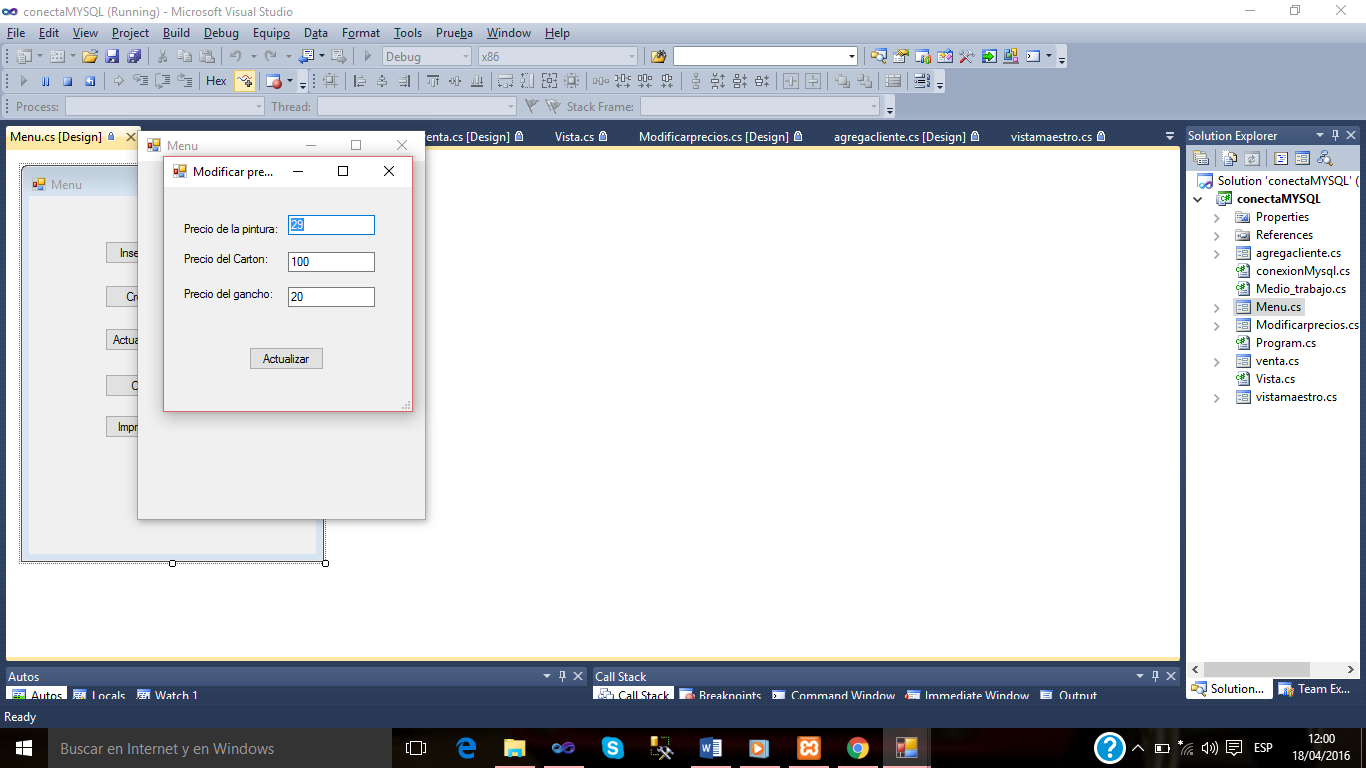 conectaMYSQL (Running) - Microsoft Visual Studio
File Edit View Project Build Debug Equipo Data Format Tools Prueba Window Help
Debug x86
Hex
Process: Thread: Stack Frame:
Menu.cs [Design] enta.cs [Design] Vista.cs Modificarprecios.cs [Design] agregacliente.cs [Design] vistamaestro.cs
Menu
Modificar pre...
Precio de la pintura: 29
Precio del Carton: 100
Precio del gancho: 20
Actualizar
Menu
Inse
Cre
Actua
C
Impr
Solution Explorer
Solution 'conectaMYSQL' (
conectaMYSQL
Properties
References
agregacliente.cs
conexionMysql.cs
Medio_trabajo.cs
Menu.cs
Modificarprecios.cs
Program.cs
venta.cs
Vista.cs
vistamaestro.cs
Solution... Team Ex...
Autos
Autos Locals Watch 1
Call Stack
Call Stack Breakpoints Command Window Immediate Window Output
Ready
Buscar en Internet y en Windows
ESP
12:00
18/04/2016